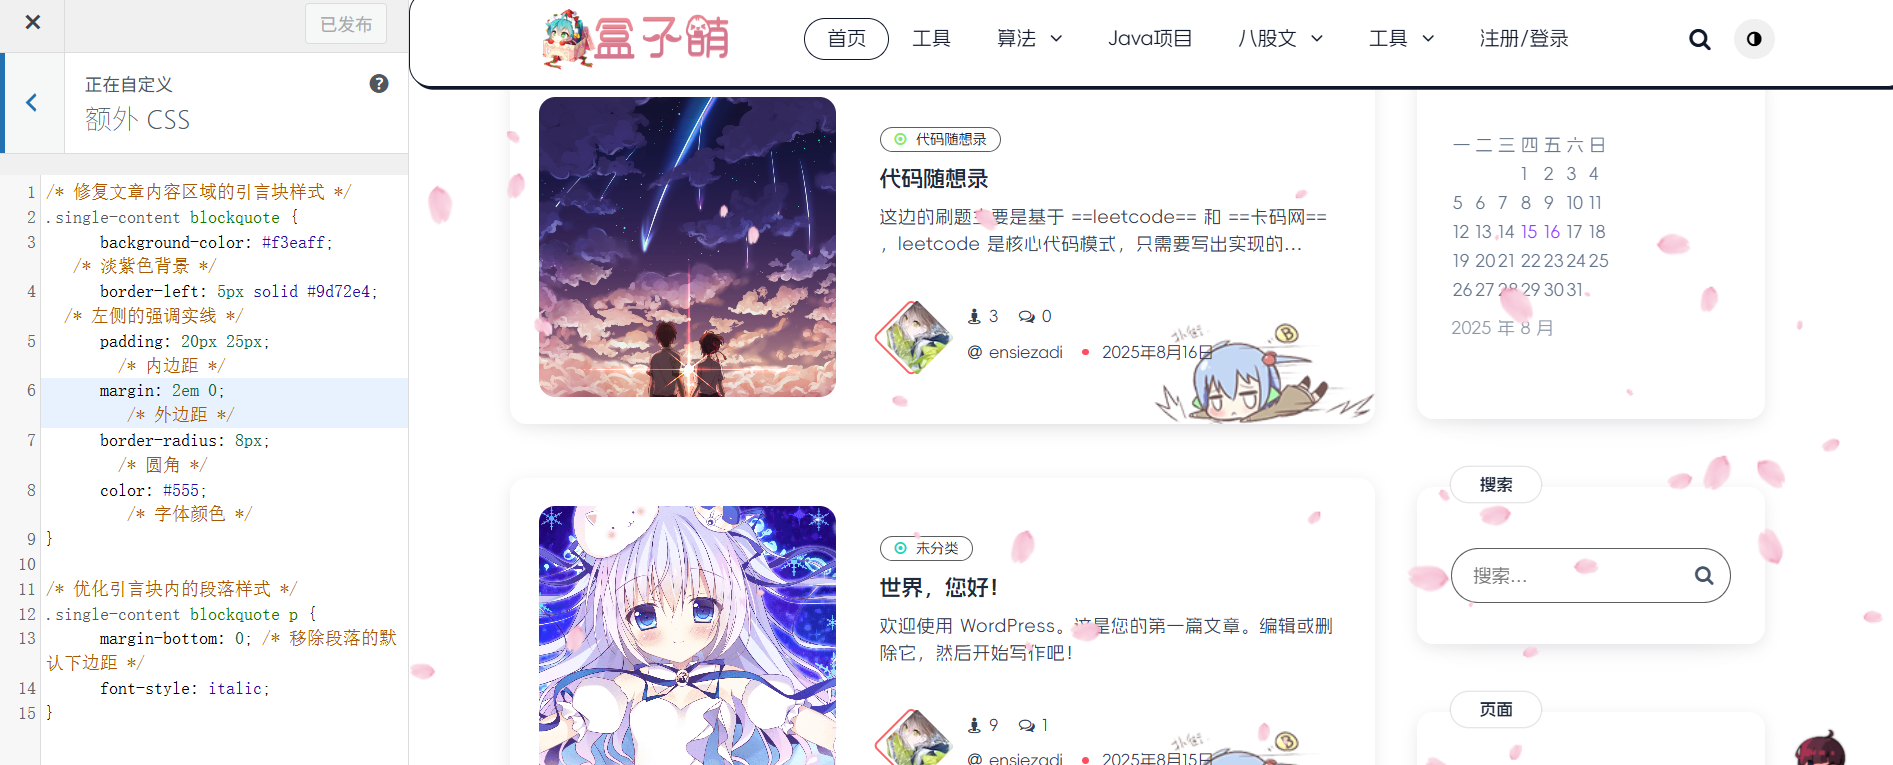 已发布
正在自定义
额外 CSS
1 /* 修复文章内容区域的引言块样式 */
2 .single-content blockquote {
3 background-color: #f3eaff;
/* 淡紫色背景 */
4 border-left: 5px solid #9d72e4;
/* 左侧的强调实线 */
5 padding: 20px 25px;
/* 内边距 */
6 margin: 2em 0;
/* 外边距 */
7 border-radius: 8px;
/* 圆角 */
8 color: #555;
/* 字体颜色 */
9 }
10
11 /* 优化引言块内的段落样式 */
12 .single-content blockquote p {
13 margin-bottom: 0; /* 移除段落的默
认下边距 */
14 font-style: italic;
15 }
盒子萌
首页 工具 算法 Java项目 八股文 工具 注册/登录
代码随想录
代码随想录
这边的刷题主要是基于 ==leetcode== 和 ==卡码网==
，leetcode 是核心代码模式，只需要写出实现的...
3 0
@ ensiezadi 2025年8月16日
B
未分类
世界，您好！
欢迎使用 WordPress。这是您的第一篇文章。编辑或删
除它，然后开始写作吧！
9 1
@ ensiezadi 2025年8月15日
B
一 二 三 四 五 六 日
1 2 3 4
5 6 7 8 9 10 11
12 13 14 15 16 17 18
19 20 21 22 23 24 25
26 27 28 29 30 31
2025 年 8 月
搜索
搜索...
页面